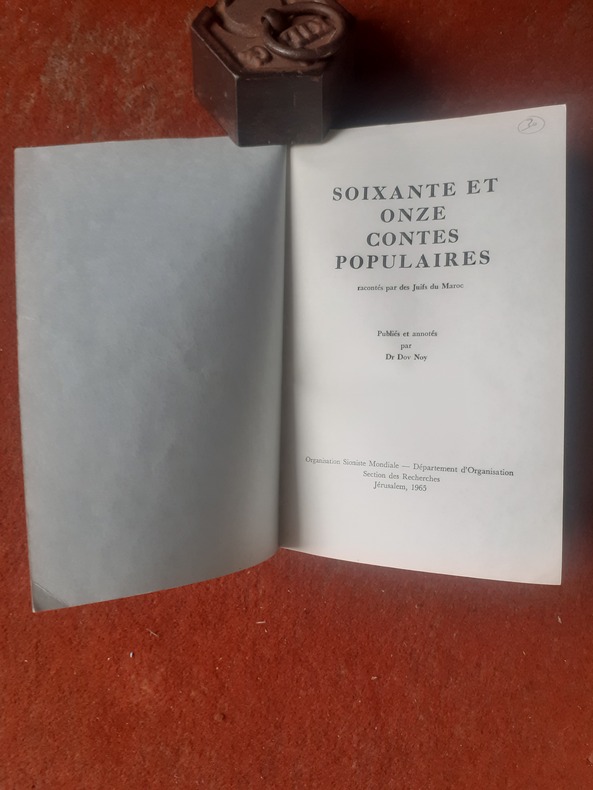 SOIXANTE ET
ONZE
CONTES
POPULAIRES
racontés par des Juifs du Maroc
Publiés et annotés
par
Dr Dov Noy
Organisation Sioniste Mondiale — Département d'Organisation
Section des Recherches
Jérusalem, 1965